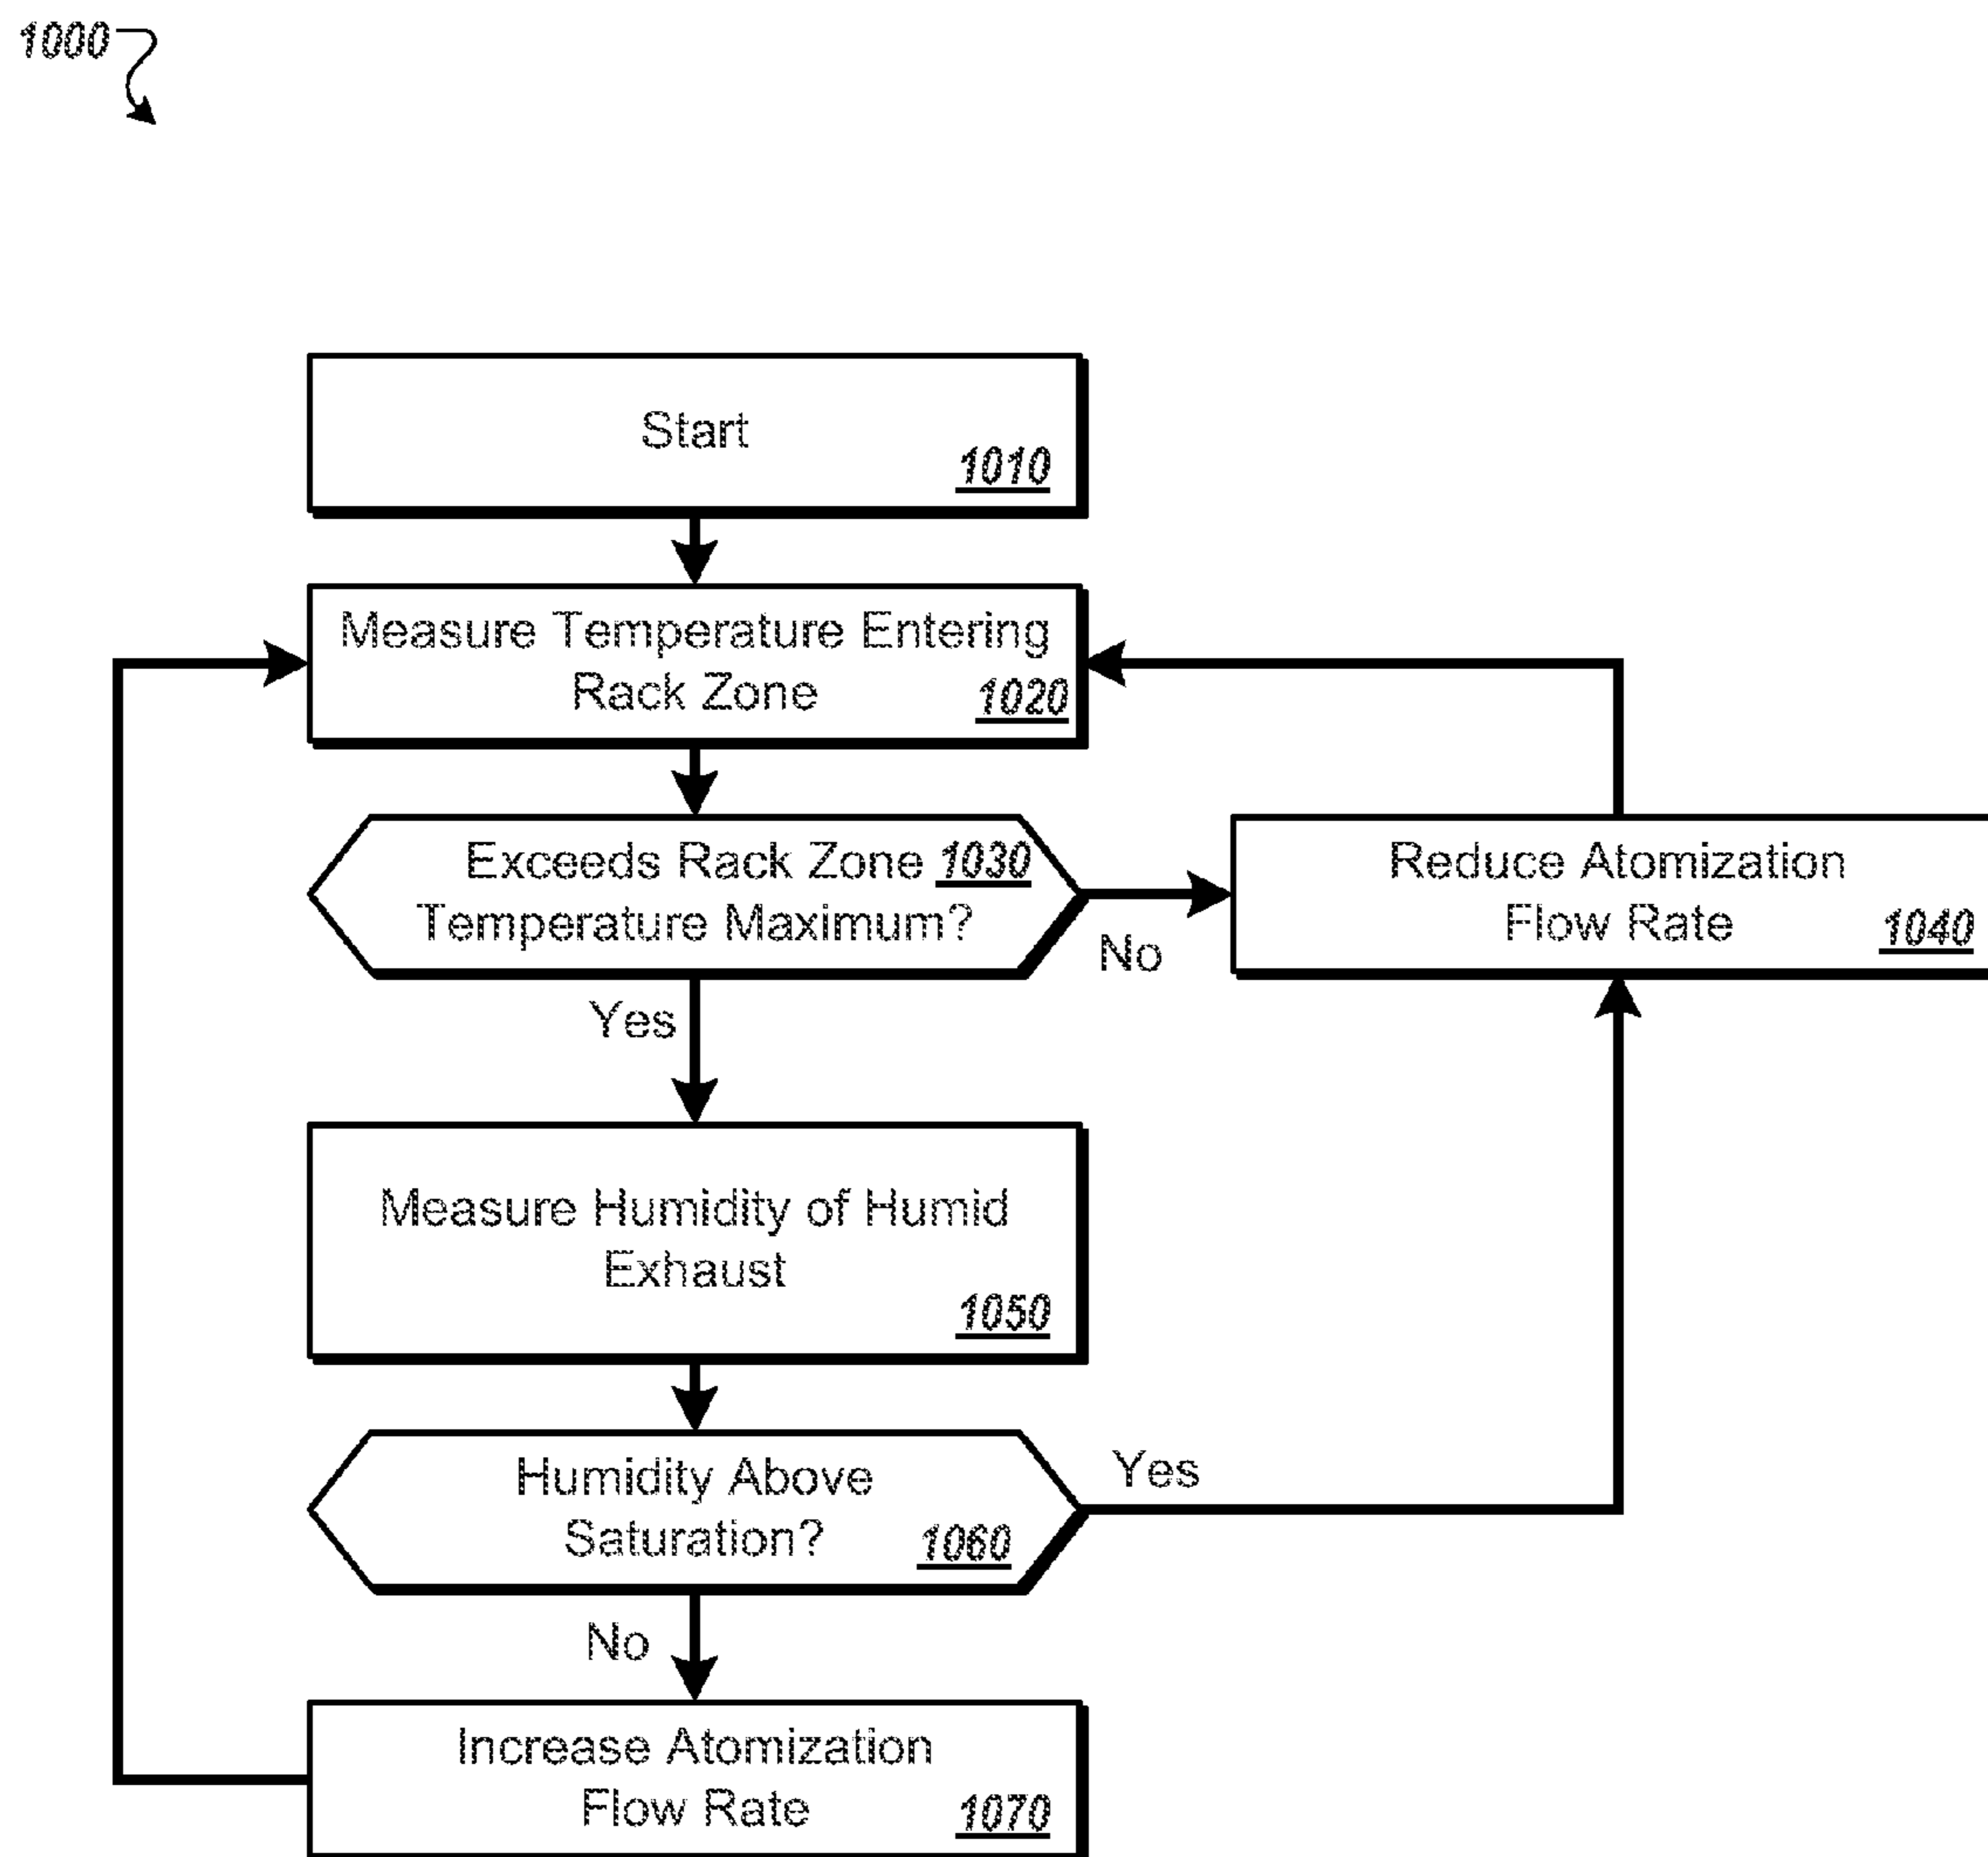 1000
Start
1010
Measure Temperature Entering
Rack Zone
1020
Exceeds Rack Zone 1030
Temperature Maximum?
No
Reduce Atomization
Flow Rate
1040
Yes
Measure Humidity of Humid
Exhaust
1050
Humidity Above
Saturation?
1060
Yes
No
Increase Atomization
Flow Rate
1070